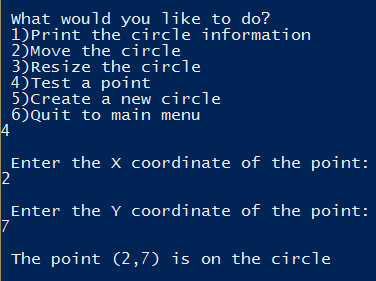 What would you like to do?
1)Print the circle information
2)Move the circle
3)Resize the circle
4)Test a point
5)Create a new circle
6)Quit to main menu
4
Enter the X coordinate of the point:
2
Enter the Y coordinate of the point:
7
The point (2,7) is on the circle